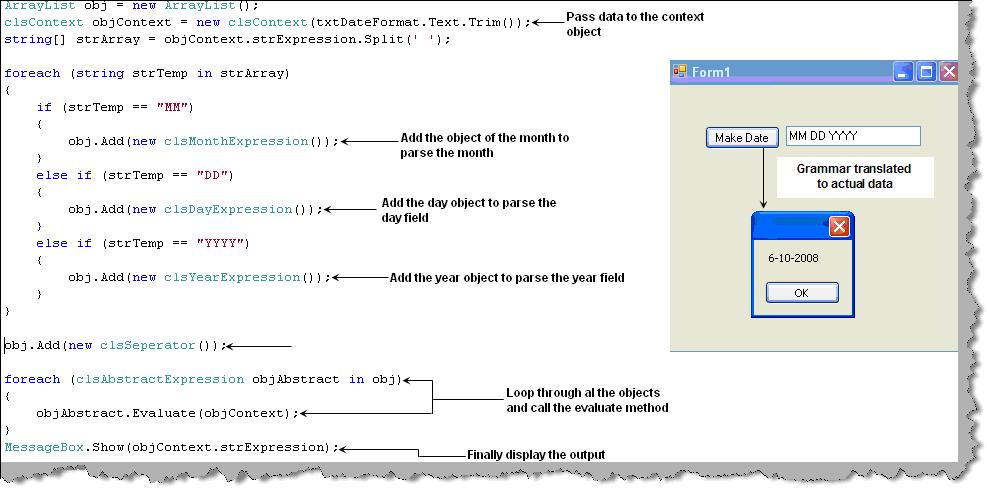 ArrayList obj = new ArrayList();
clsContext objContext = new clsContext(txtDateFormat.Text.Trim());
Pass data to the context
object
string[] strArray = objContext.strExpression.Split(' ');
foreach (string strTemp in strArray)
{
if (strTemp == "MM")
{
obj.Add(new clsMonthExpression());
Add the object of the month to
parse the month
}
else if (strTemp == "DD")
{
obj.Add(new clsDayExpression());
Add the day object to parse the
day field
}
else if (strTemp == "YYYY")
{
obj.Add(new clsYearExpression());
Add the year object to parse the year field
}
}
obj.Add(new clsSeperator());
foreach (clsAbstractExpression objAbstract in obj)
{
objAbstract.Evaluate(objContext);
}
Loop through al the objects
and call the evaluate method
MessageBox.Show(objContext.strExpression);
Finally display the output
Form1
Make Date
MM DD YYYY
Grammar translated
to actual data
6-10-2008
OK